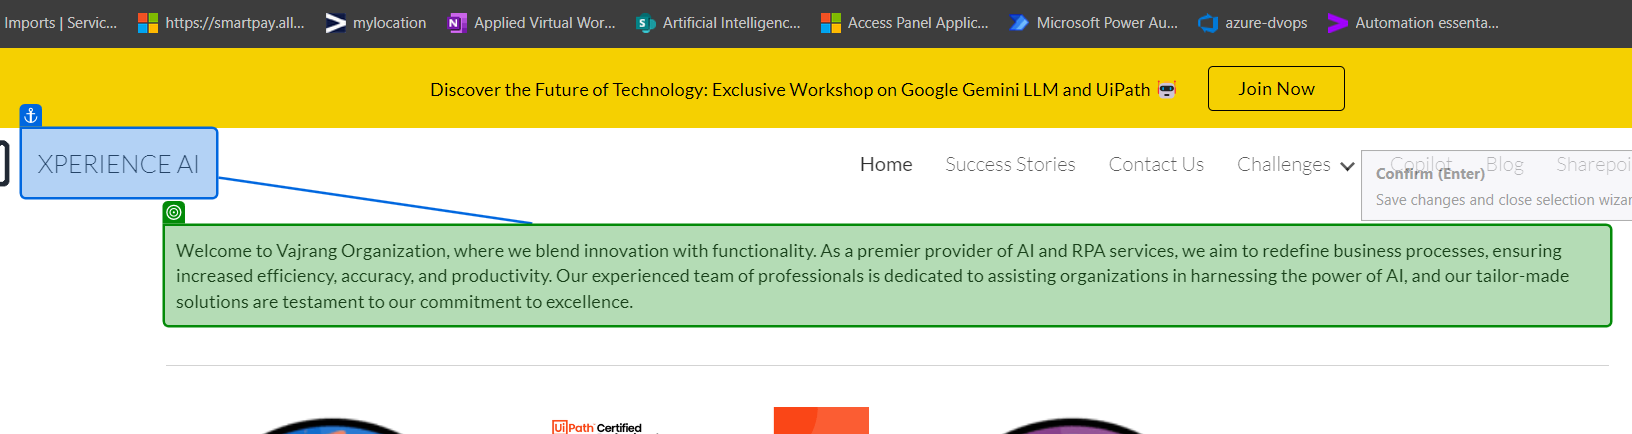 Imports | Servic...
https://smartpay.all...
mylocation
Applied Virtual Wor...
Artificial Intelligenc...
Access Panel Applic...
Microsoft Power Au...
azure-dvops
Automation essenta...
Discover the Future of Technology: Exclusive Workshop on Google Gemini LLM and UiPath
Join Now
XPERIENCE AI
Home
Success Stories
Contact Us
Challenges
Copilot
Blog
Sharepoi
Confirm (Enter)
Save changes and close selection wizar
Welcome to Vajrang Organization, where we blend innovation with functionality. As a premier provider of AI and RPA services, we aim to redefine business processes, ensuring
increased efficiency, accuracy, and productivity. Our experienced team of professionals is dedicated to assisting organizations in harnessing the power of AI, and our tailor-made
solutions are testament to our commitment to excellence.
UiPath Certified